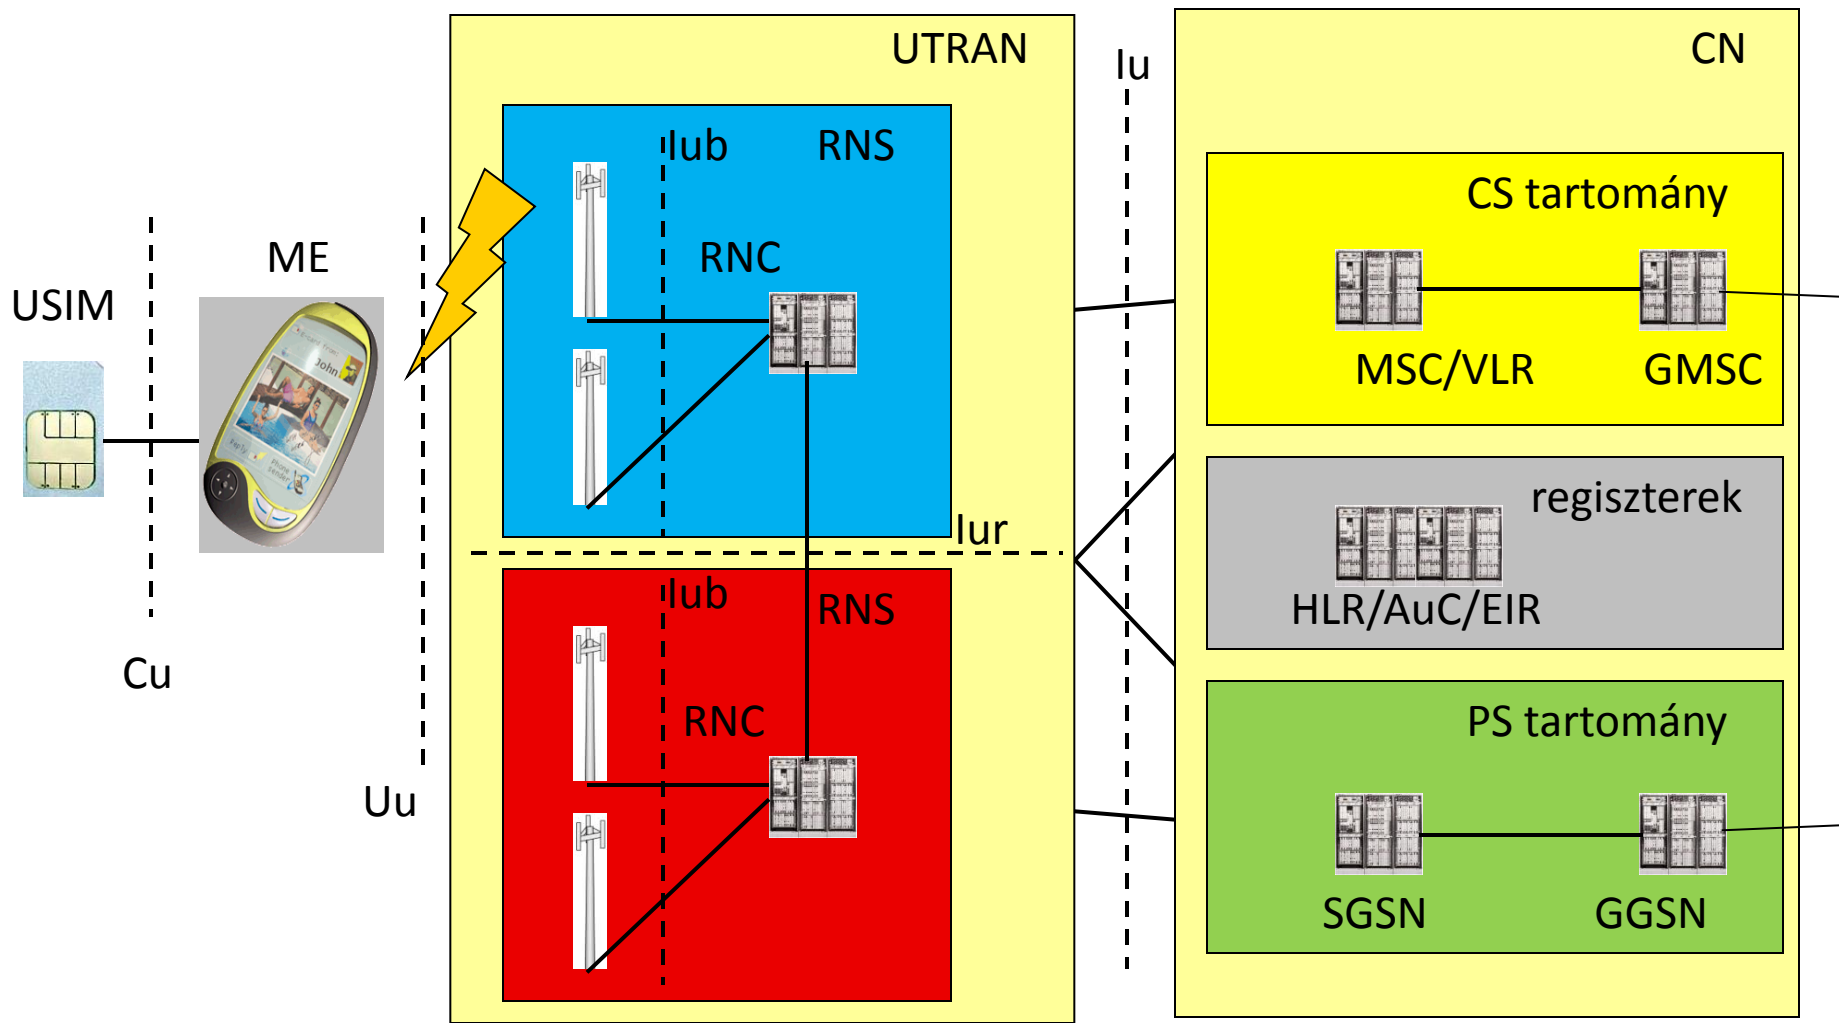 UTRAN
CN
Iu
Iub
RNS
CS tartomány
RNC
ME
USIM
John
MSC/VLR
GMSC
regiszterek
Iur
Iub
RNS
HLR/AuC/EIR
Cu
RNC
PS tartomány
Uu
SGSN
GGSN